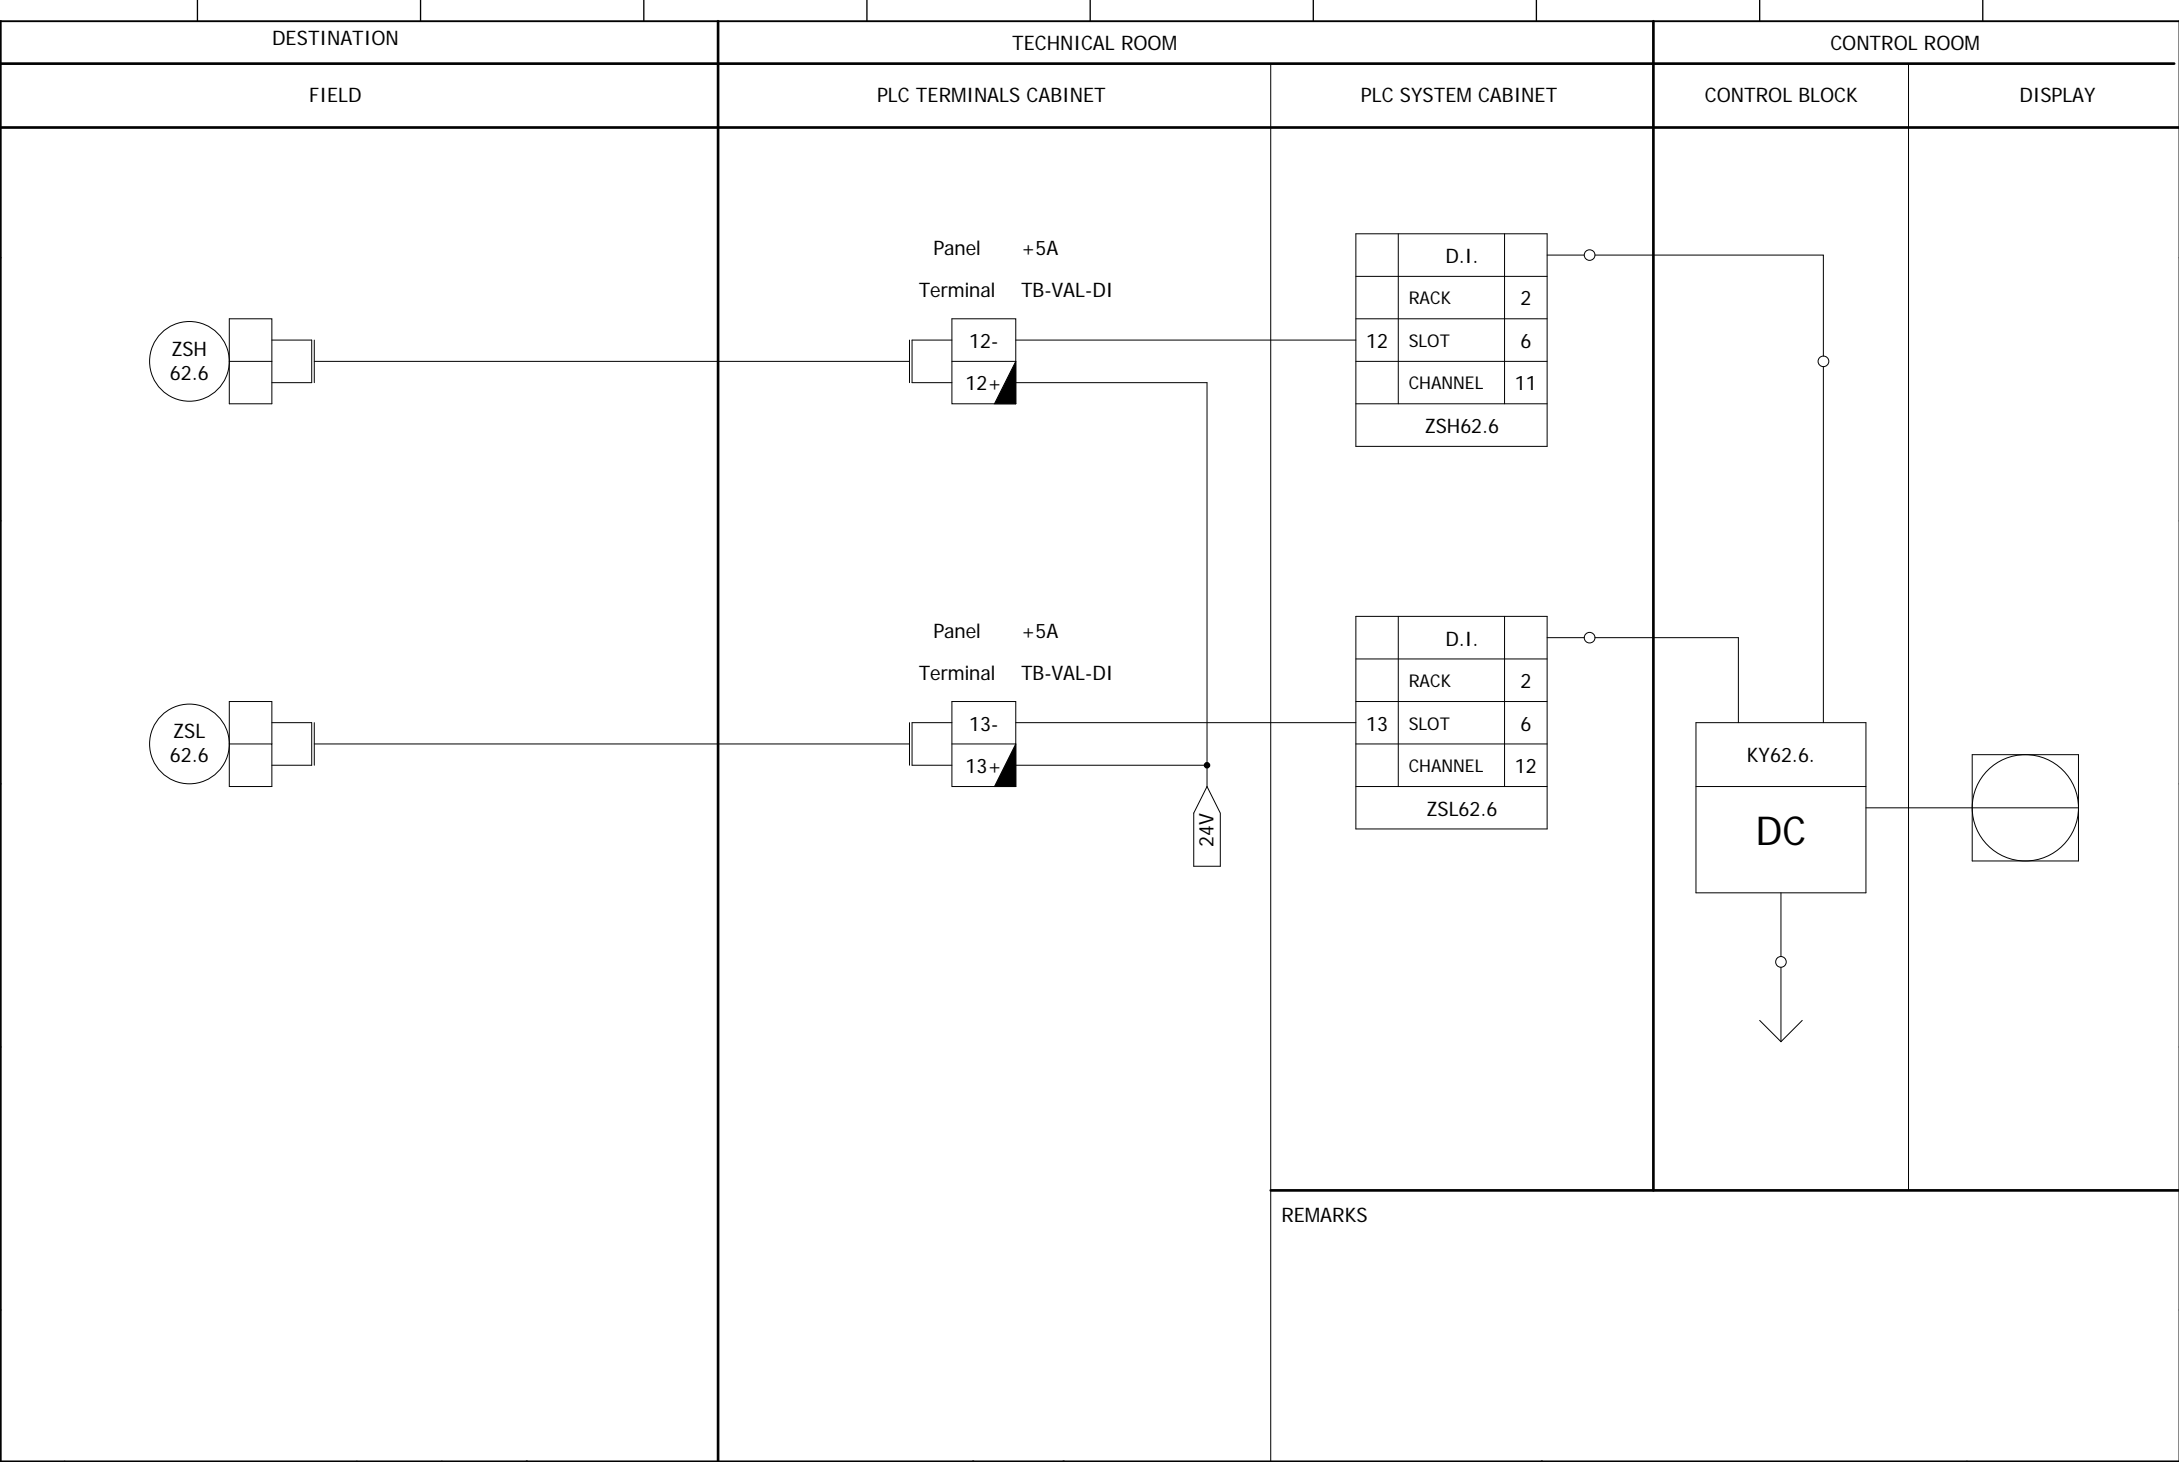 DESTINATION
TECHNICAL ROOM
CONTROL ROOM
FIELD
PLC TERMINALS CABINET
PLC SYSTEM CABINET
CONTROL BLOCK
DISPLAY
Panel +5A
Terminal TB-VAL-DI
ZSH
62.6
12-
12+
D.I.
RACK 2
12 SLOT 6
CHANNEL 11
ZSH62.6
Panel +5A
Terminal TB-VAL-DI
ZSL
62.6
13-
13+
24V
D.I.
RACK 2
13 SLOT 6
CHANNEL 12
ZSL62.6
KY62.6.
DC
REMARKS